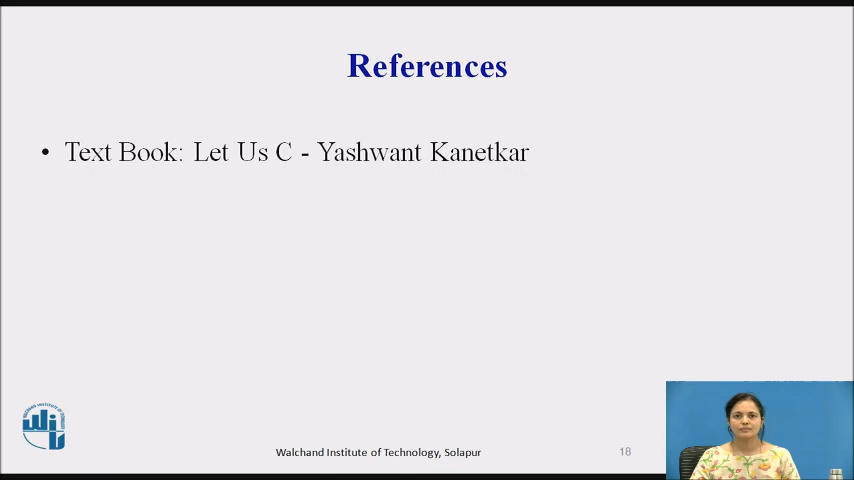 References
• Text Book: Let Us C - Yashwant Kanetkar
Walchand Institute of Technology, Solapur
18